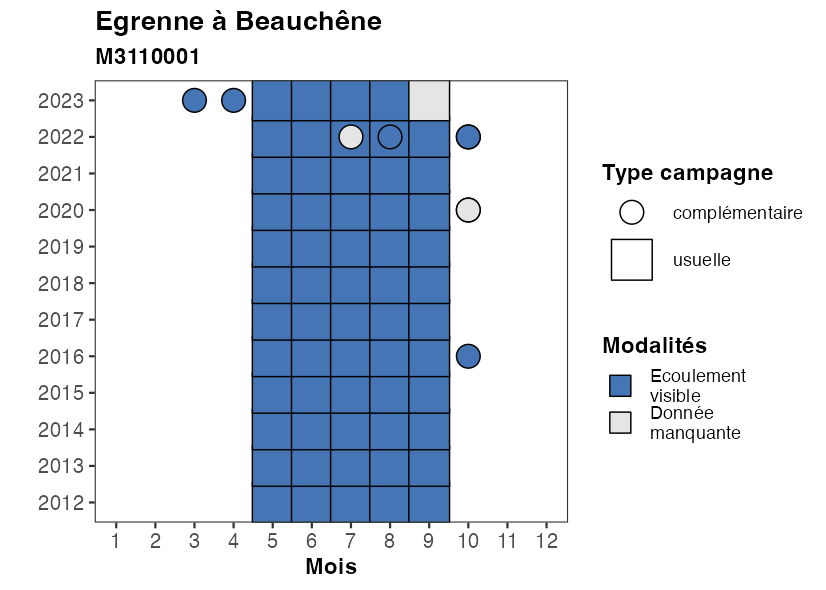 Egrenne à Beauchêne
M3110001
2023
2022
2021
2020
2019
2018
2017
2016
2015
2014
2013
2012
1 2 3 4 5 6 7 8 9 10 11 12
Mois
Type campagne
complémentaire
usuelle
Modalités
Ecoulement
visible
Donnée
manquante